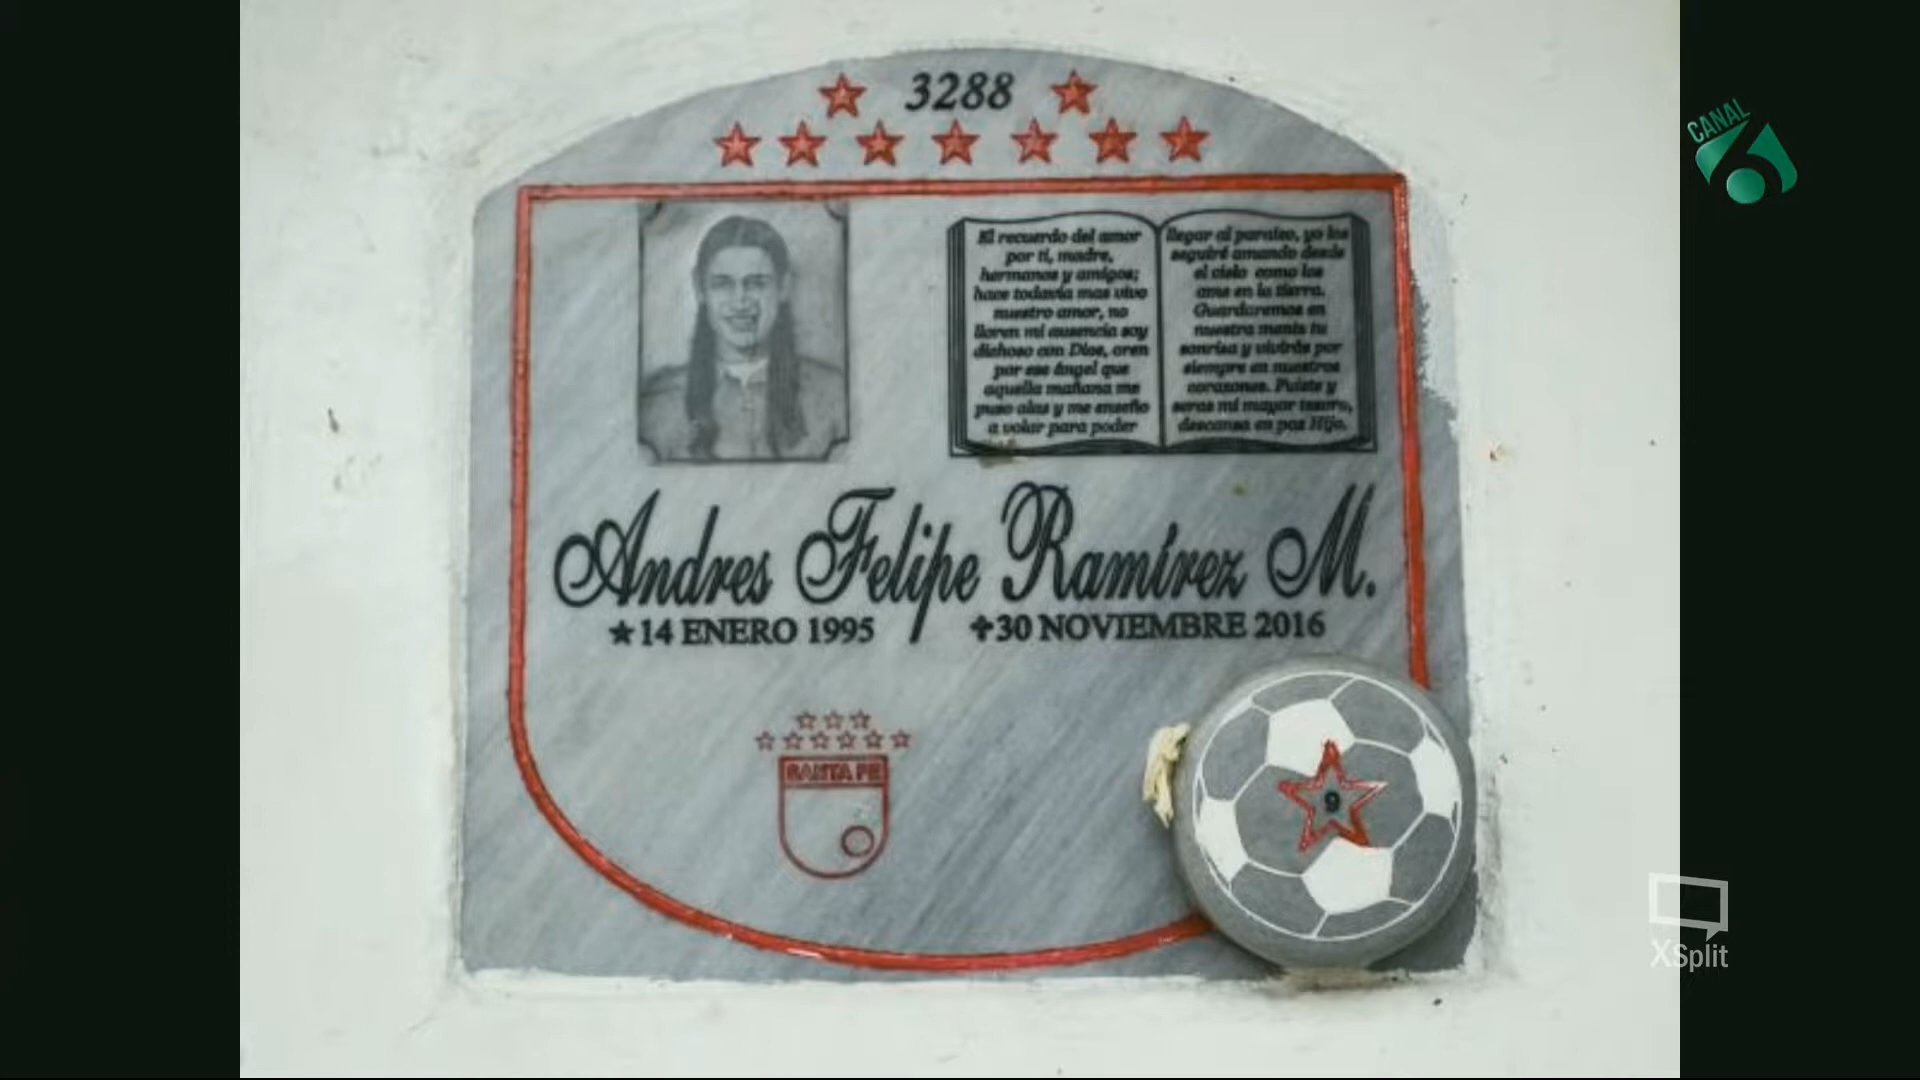 3288
CANAL
6
El recuerdo del amor
por ti, madre,
hermanos y amigos;
hace todavía mas vivo
nuestro amor, no
lloren mi ausencia soy
dichoso con Dios, oren
por ese ángel que
aquella mañana me
puso alas y me enseño
a volar para poder
llegar al paraiso, yo los
seguiré amando desde
el cielo como los
ame en la tierra.
Guardaremos en
nuestra mente tu
sonrisa y vivirás por
siempre en nuestros
corazones. Fuiste y
seras mi mayor tesoro,
descansa en paz Hijo.
Andres Felipe Ramírez M.
14 ENERO 1995
30 NOVIEMBRE 2016
SANTA FE
9
XSplit